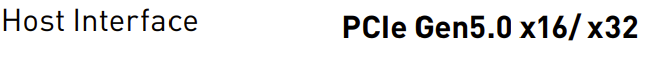 Host Interface PCIe Gen5.0 x16/ x32